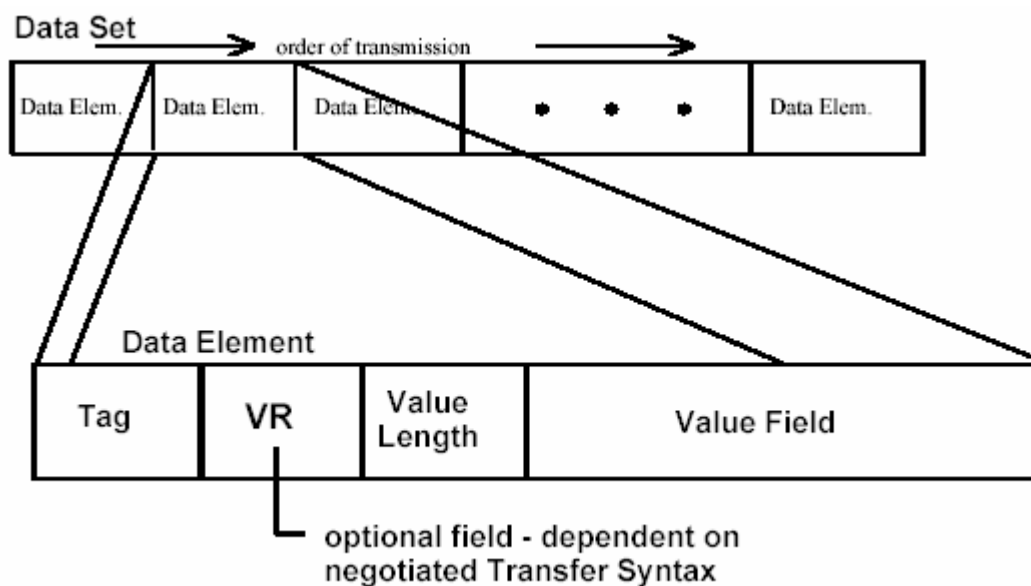 Data Set
order of transmission
Data Elem.
Data Elem.
Data Elem.
Data Elem.
Data Element
Tag
VR
Value
Length
Value Field
optional field - dependent on
negotiated Transfer Syntax